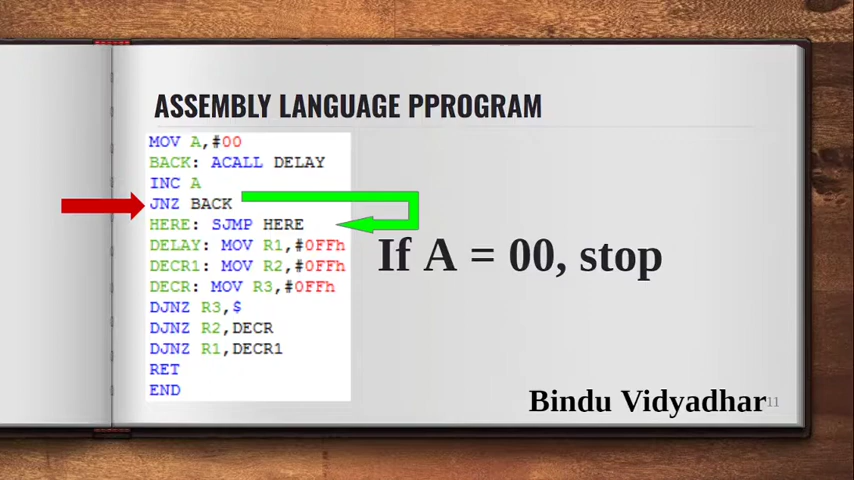 ASSEMBLY LANGUAGE PPROGRAM
MOV A,#00
BACK: ACALL DELAY
INC A
JNZ BACK
HERE: SJMP HERE
DELAY: MOV R1,#0FFh
DECR1: MOV R2,#0FFh
DECR: MOV R3,#0FFh
DJNZ R3,$
DJNZ R2,DECR
DJNZ R1,DECR1
RET
END
If A = 00, stop
Bindu Vidyadhar
11